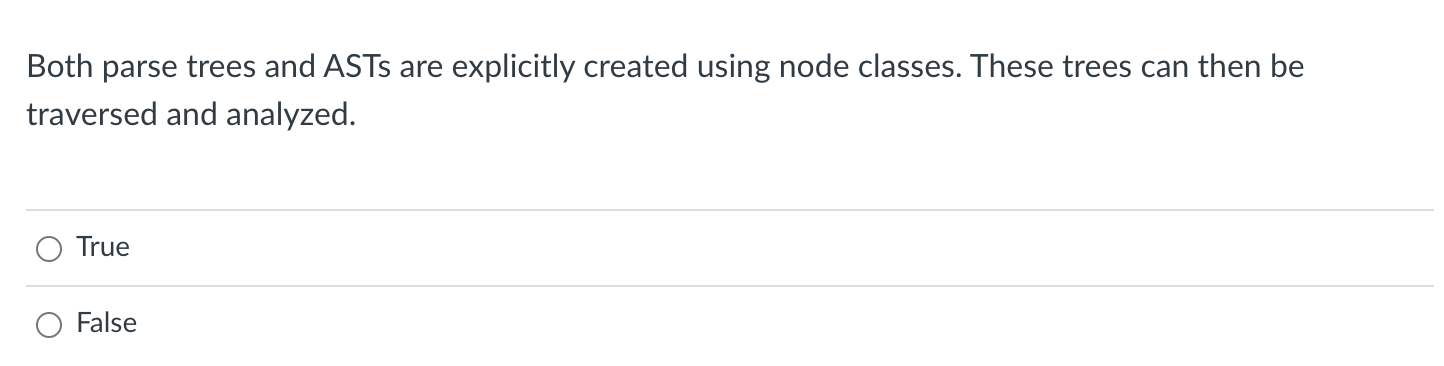 Both parse trees and ASTs are explicitly created using node classes. These trees can then be
traversed and analyzed.
True
False